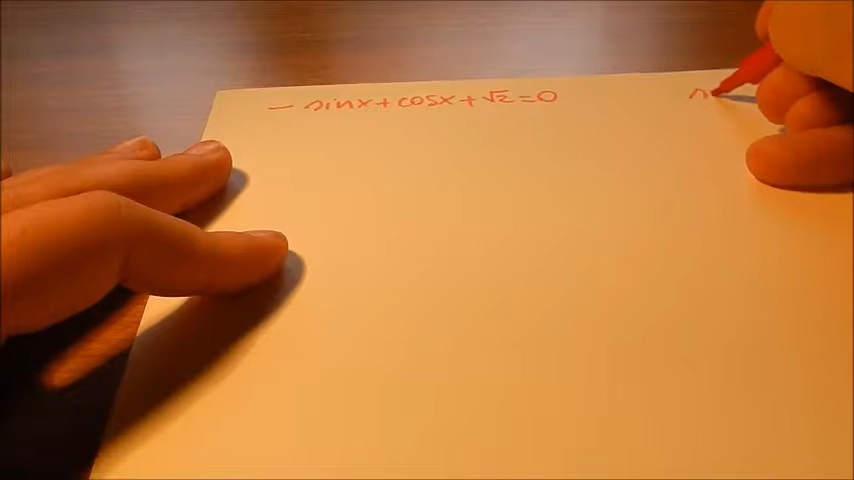 - sinx + cosx + √2 = 0